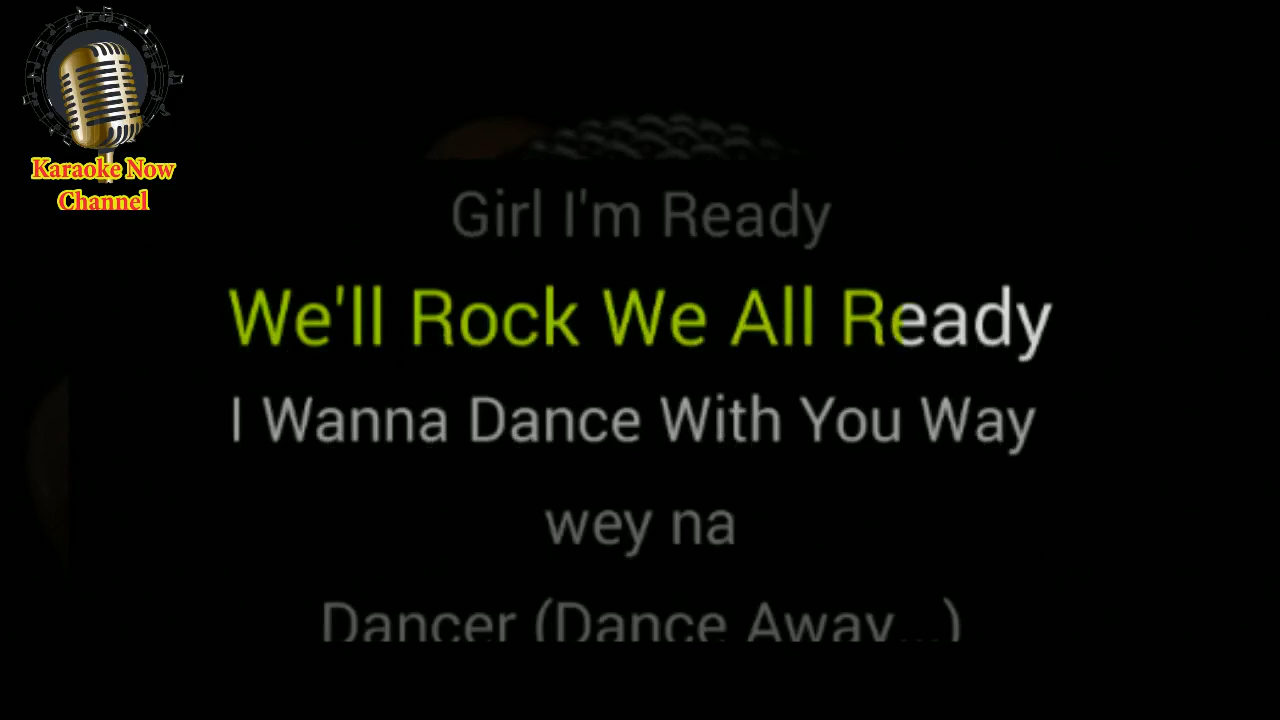 Karaoke Now
Channel
Girl I'm Ready
We'll Rock We All Ready
I Wanna Dance With You Way
wey na
Dancer (Dance Away...)